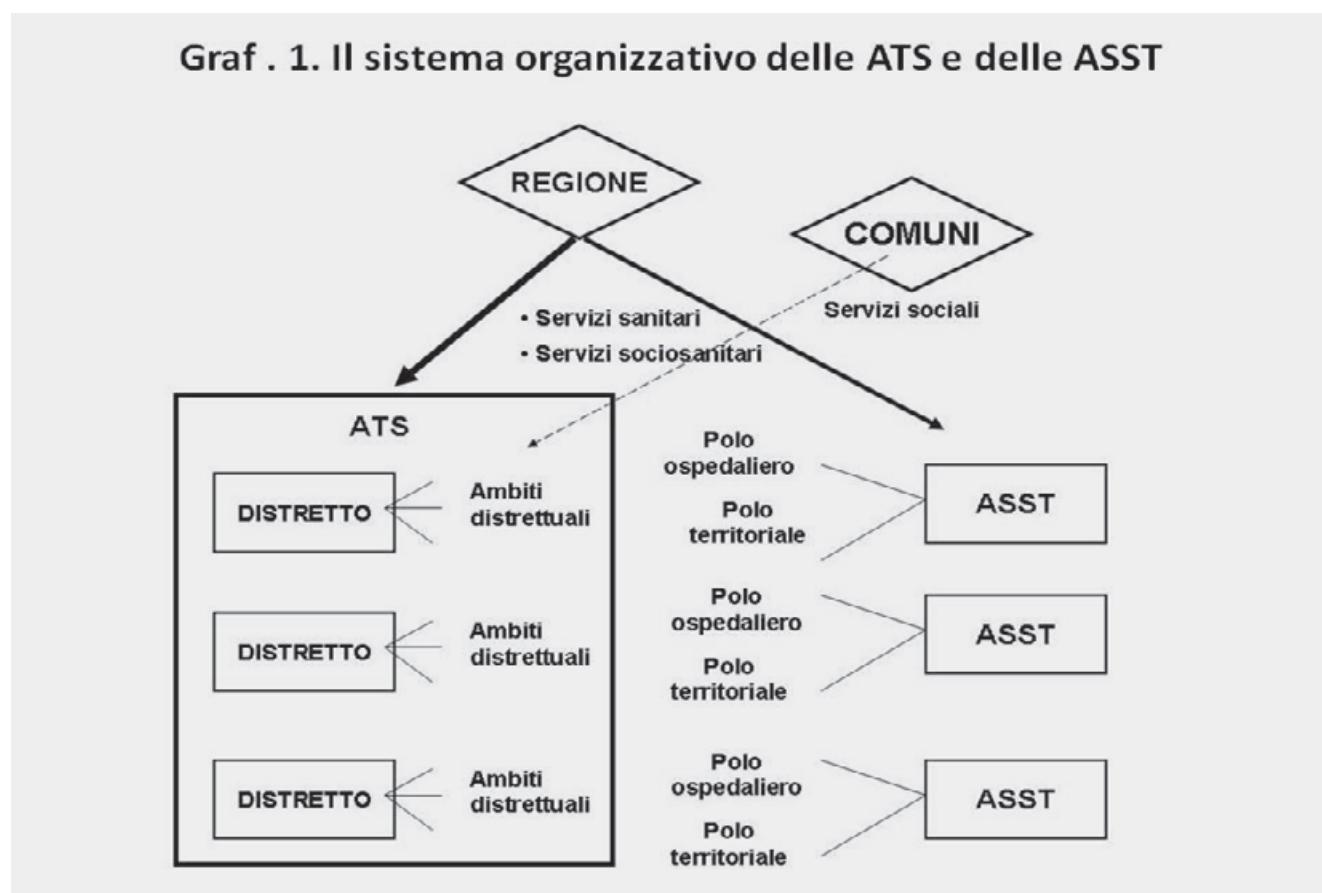 Graf . 1. Il sistema organizzativo delle ATS e delle ASST
REGIONE
COMUNI
• Servizi sanitari
• Servizi sociosanitari
Servizi sociali
ATS
DISTRETTO
Ambiti
distrettuali
Polo
ospedaliero
Polo
territoriale
ASST
DISTRETTO
Ambiti
distrettuali
Polo
ospedaliero
Polo
territoriale
ASST
DISTRETTO
Ambiti
distrettuali
Polo
ospedaliero
Polo
territoriale
ASST